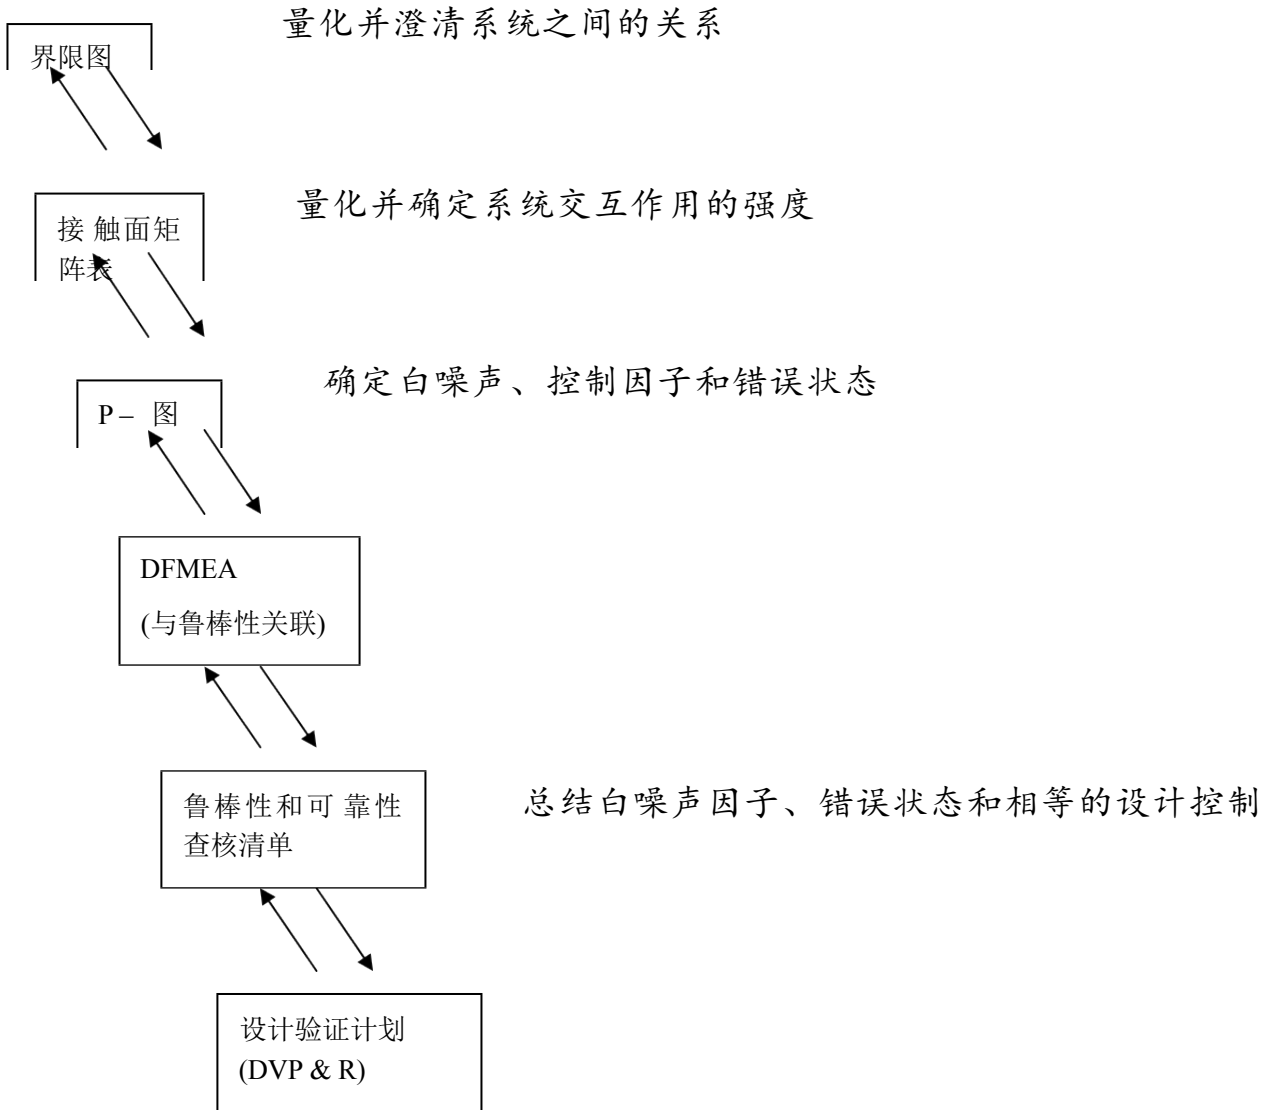 量化并澄清系统之间的关系
界限图
量化并确定系统交互作用的强度
接触面矩
阵表
确定白噪声、控制因子和错误状态
P – 图
DFMEA
(与鲁棒性关联)
鲁棒性和可靠性
查核清单
总结白噪声因子、错误状态和相等的设计控制
设计验证计划
(DVP & R)